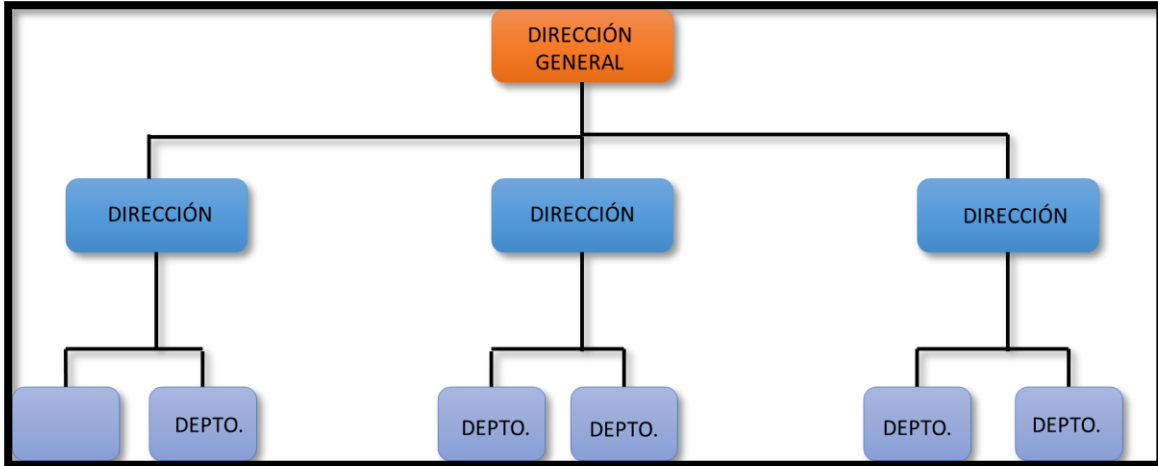 DIRECCIÓN
GENERAL
DIRECCIÓN
DIRECCIÓN
DIRECCIÓN
DEPTO.
DEPTO.
DEPTO.
DEPTO.
DEPTO.